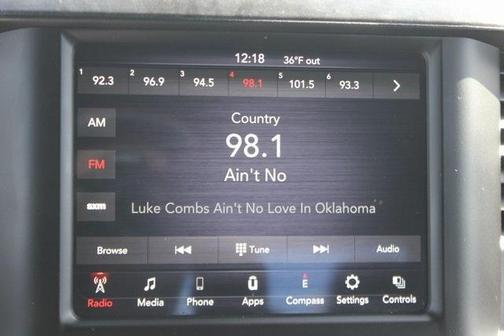 12:18 36°F out
1 92.3 2 96.9 3 94.5 4 98.1 5 101.5 6 93.3
AM
Country
98.1
FM
Ain't No
sxm
Luke Combs Ain't No Love In Oklahoma
Browse Tune Audio
E
Radio Media Phone Apps Compass Settings Controls